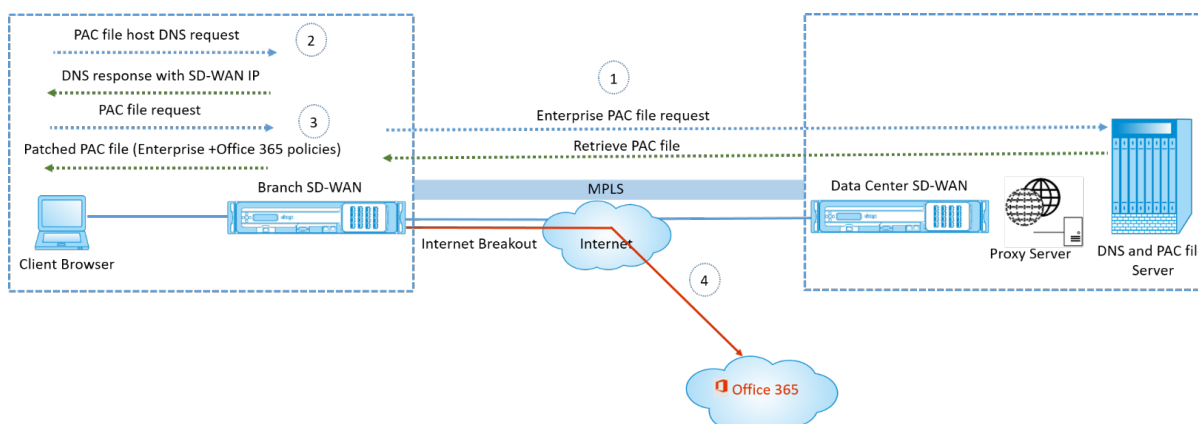 PAC file host DNS request
2
DNS response with SD-WAN IP
PAC file request
3
Patched PAC file (Enterprise +Office 365 policies)
1
Enterprise PAC file request
Retrieve PAC file
Branch SD-WAN
MPLS
Data Center SD-WAN
Client Browser
Internet Breakout
Internet
Proxy Server
DNS and PAC file
Server
4
Office 365